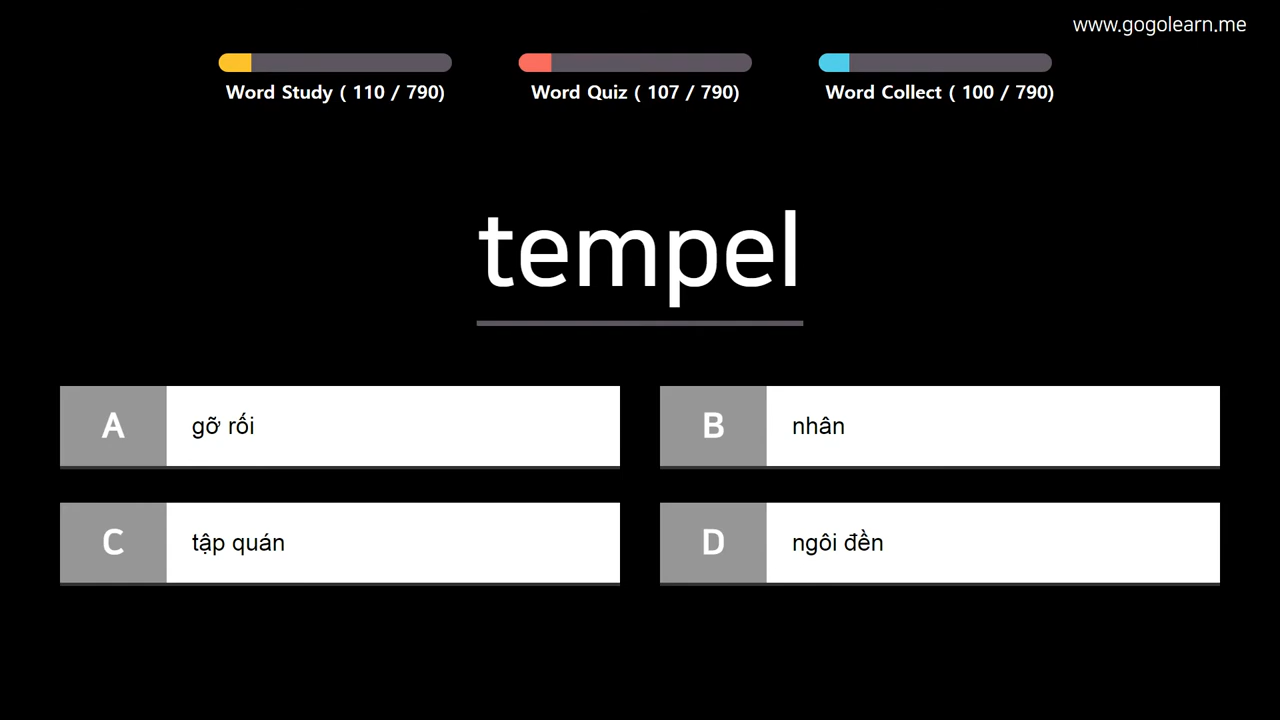 www.gogolearn.me
Word Study ( 110 / 790)
Word Quiz ( 107 / 790)
Word Collect ( 100 / 790)
tempel
A gỡ rối
B nhân
C tập quán
D ngôi đền